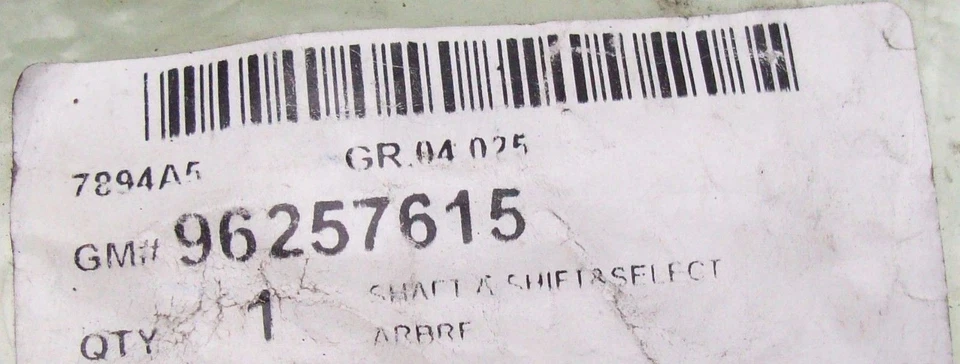 7894A5 GR.04.025
GM# 96257615
QTY 1 SHAFT A SHIFT&SELECT
ARBRE